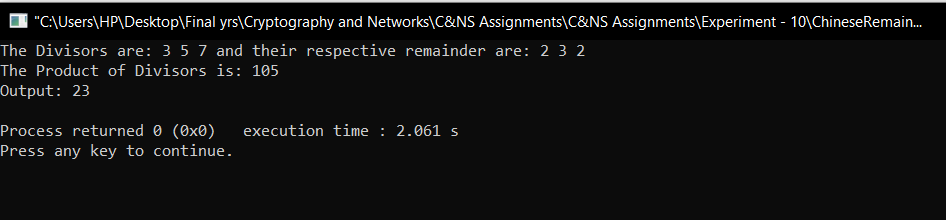 "C:\Users\HP\Desktop\Final yrs\Cryptography and Networks\C&NS Assignments\C&NS Assignments\Experiment - 10\ChineseRemain...
The Divisors are: 3 5 7 and their respective remainder are: 2 3 2
The Product of Divisors is: 105
Output: 23
Process returned 0 (0x0)   execution time : 2.061 s
Press any key to continue.